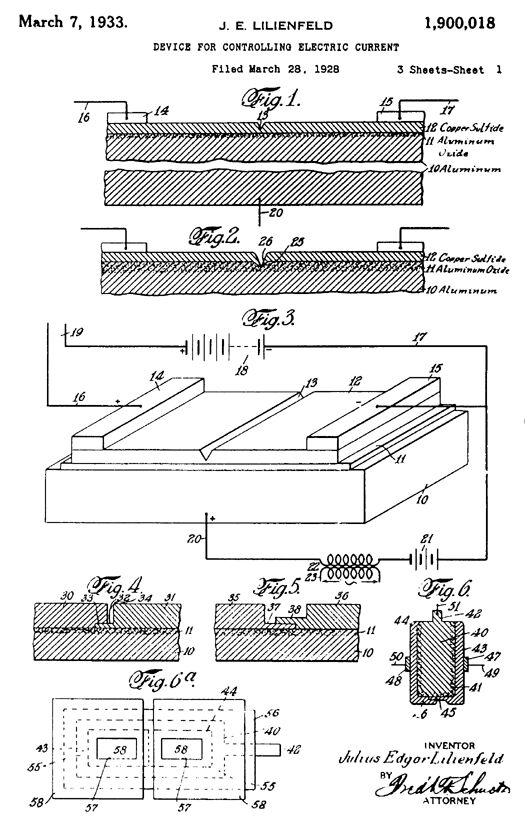 March 7, 1933.
J. E. LILIENFELD
1,900,018
DEVICE FOR CONTROLLING ELECTRIC CURRENT
Filed March 28, 1928
3 Sheets-Sheet 1
Fig.1.
16
14
13
15
17
12 Copper Sulfide
11 Aluminum
Oxide
10 Aluminum
20
Fig.2.
26
25
12 Copper Sulfide
11 Aluminum Oxide
10 Aluminum
Fig.3.
19
+
18
−
17
14
13
12
15
16
+
−
11
10
+
20
21
22
23
Fig.4.
30
33
32
34
31
11
10
Fig.5.
35
37
38
36
11
10
Fig.6.
51
42
44
40
43
50
47
48
49
41
45
Fig.6a.
44
56
40
43
58
58
42
55
55
58
57
57
58
INVENTOR
Julius Edgar Lilienfeld
BY
ATTORNEY